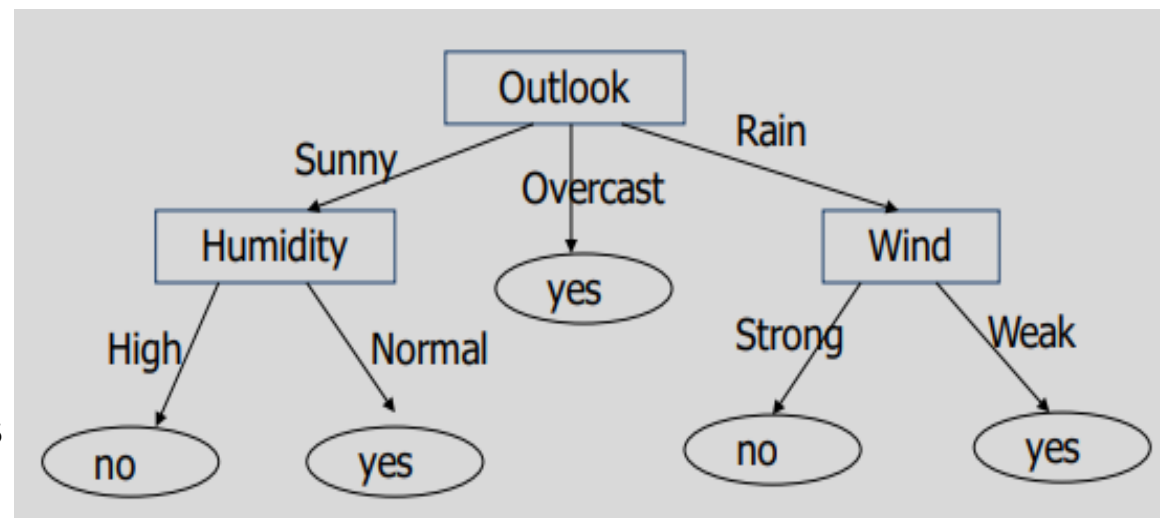 Outlook
Rain
Sunny
Overcast
Humidity
Wind
yes
High
Normal
Strong
Weak
no
yes
no
yes